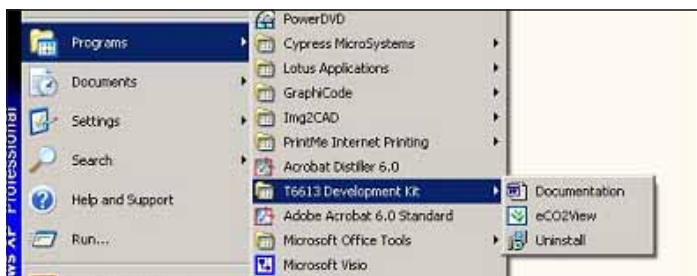 ws XP Professional
Programs
Documents
Settings
Search
Help and Support
Run...
PowerDVD
Cypress MicroSystems
Lotus Applications
GraphiCode
Img2CAD
PrintMe Internet Printing
Acrobat Distiller 6.0
T6613 Development Kit
Adobe Acrobat 6.0 Standard
Microsoft Office Tools
Microsoft Visio
Documentation
eCO2View
Uninstall